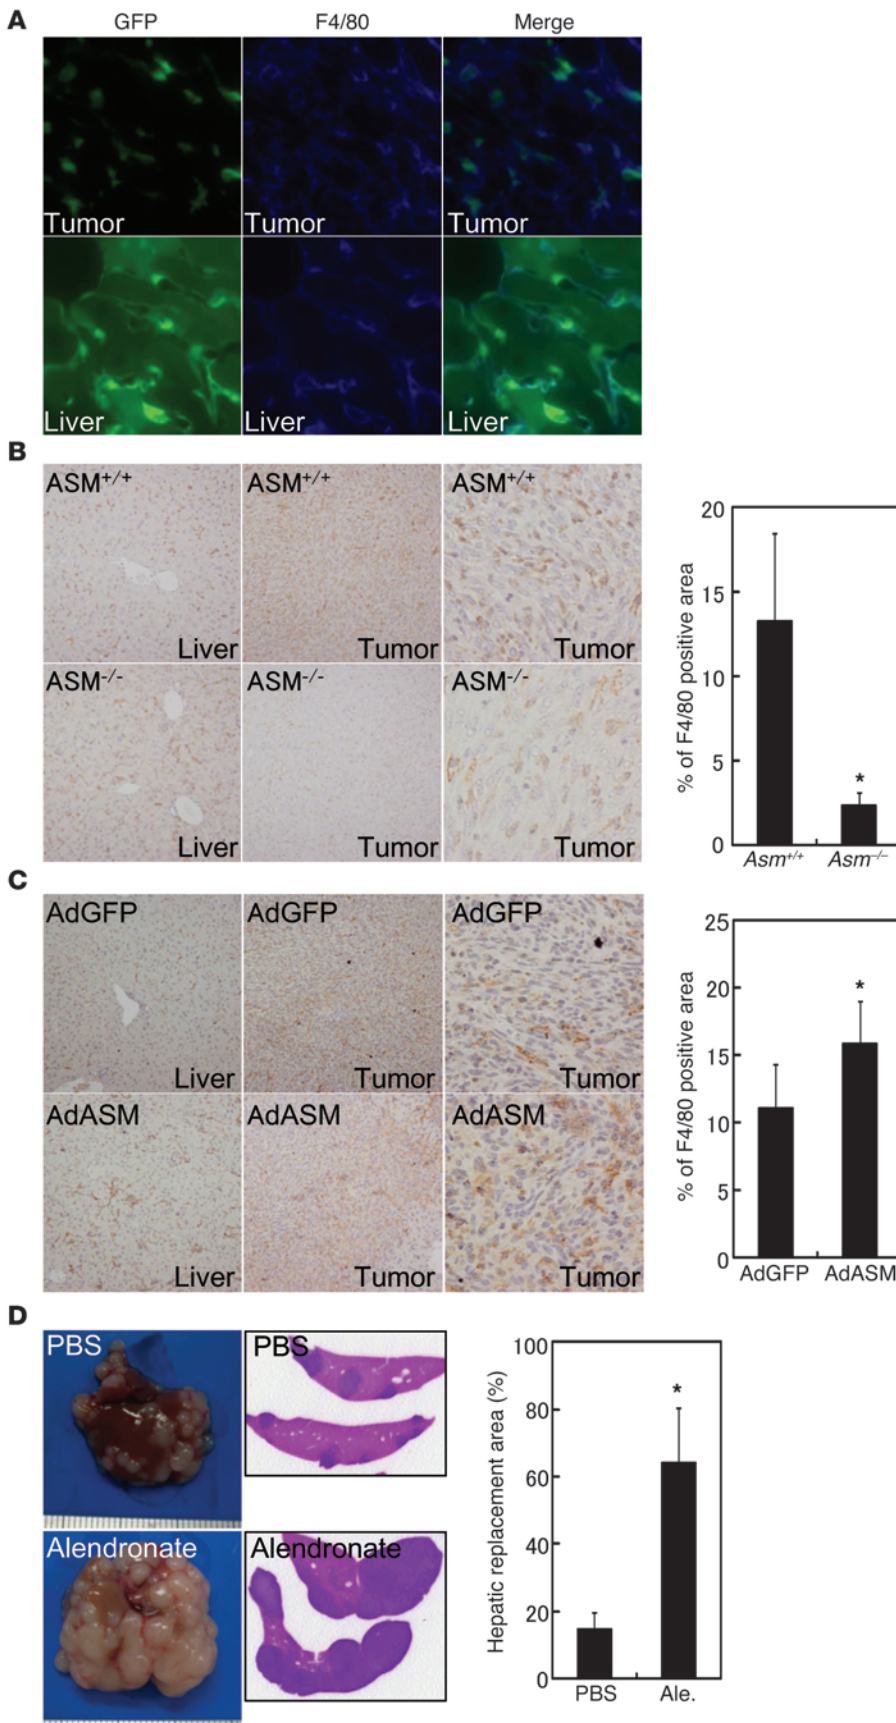 A
GFP F4/80 Merge
Tumor Tumor Tumor
Liver Liver Liver
B
ASM+/+ ASM+/+ ASM+/+
Liver Tumor Tumor
ASM-/- ASM-/- ASM-/-
Liver Tumor Tumor
% of F4/80 positive area
20
15
10
5
0
*
Asm+/+ Asm−/−
C
AdGFP AdGFP AdGFP
Liver Tumor Tumor
AdASM AdASM AdASM
Liver Tumor Tumor
% of F4/80 positive area
25
20
15
10
5
0
*
AdGFP AdASM
D
PBS PBS
Alendronate Alendronate
Hepatic replacement area (%)
100
80
60
40
20
0
*
PBS Ale.